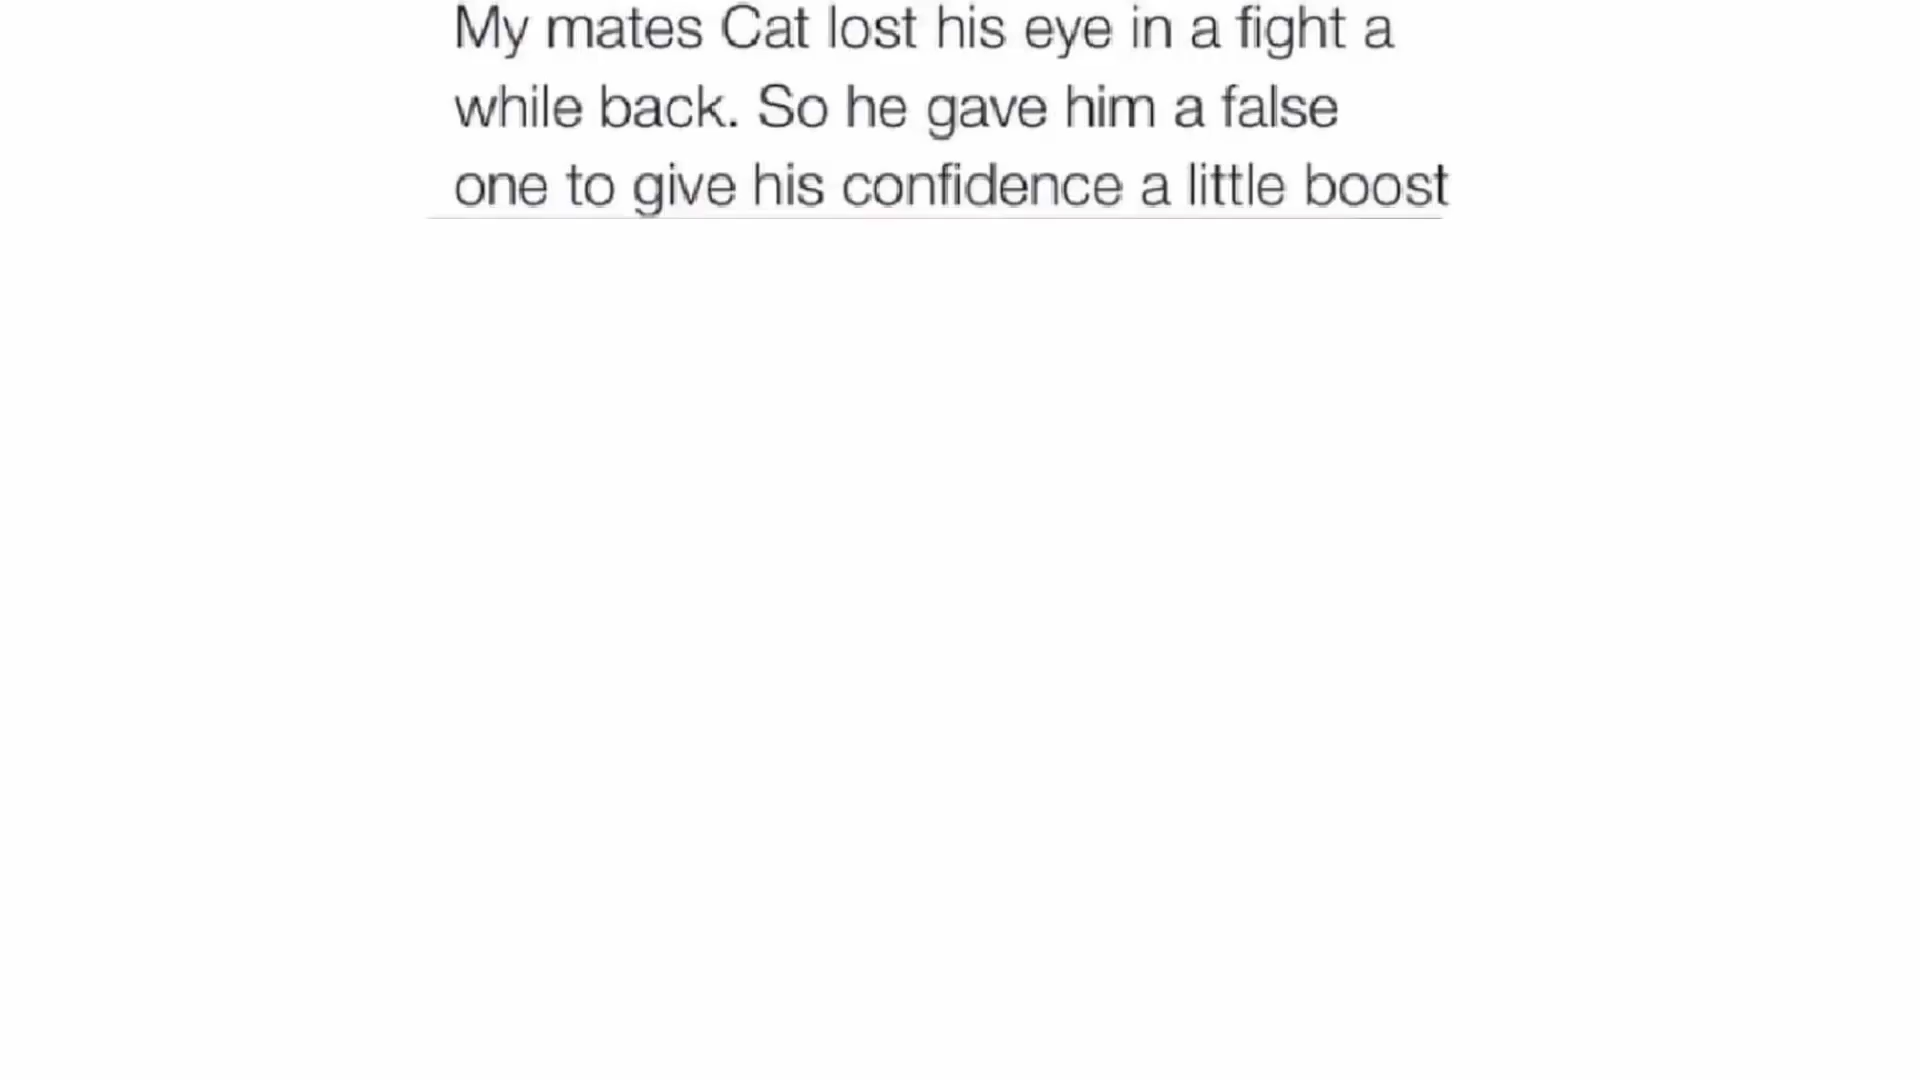 My mates Cat lost his eye in a fight a
while back. So he gave him a false
one to give his confidence a little boost